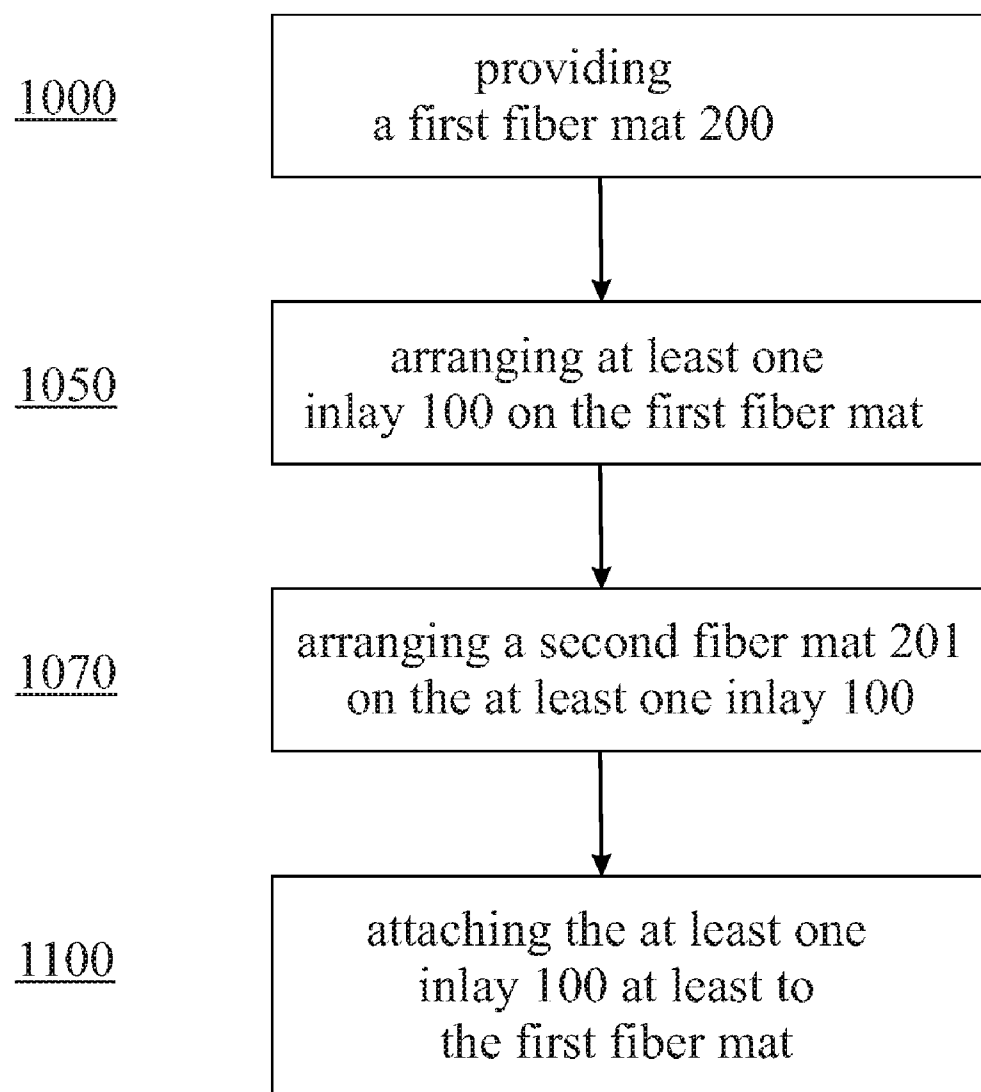 1000
providing
a first fiber mat 200
1050
arranging at least one
inlay 100 on the first fiber mat
1070
arranging a second fiber mat 201
on the at least one inlay 100
1100
attaching the at least one
inlay 100 at least to
the first fiber mat